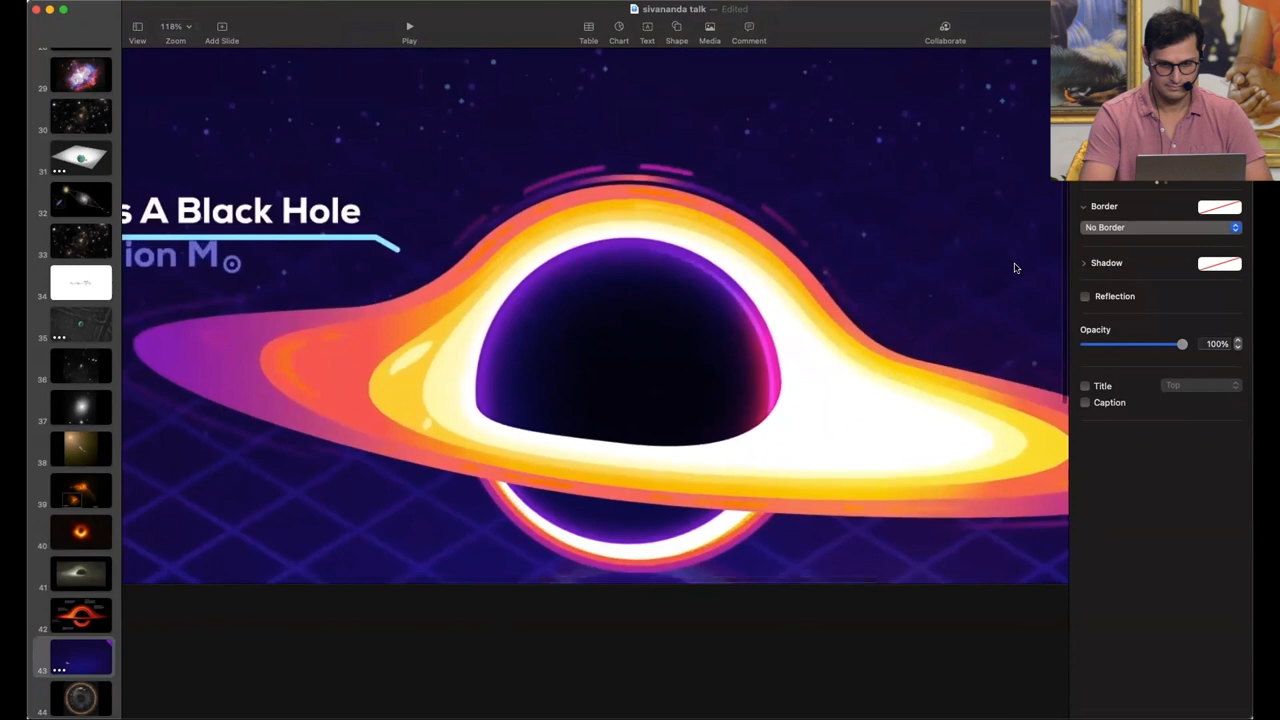 sivananda talk — Edited
118%
View
Zoom
Add Slide
Play
Table
Chart
Text
Shape
Media
Comment
Collaborate
29
30
31
32
33
34
35
36
37
38
39
40
41
42
43
44
s A Black Hole
ion M☉
Border
No Border
Shadow
Reflection
Opacity
100%
Title
Top
Caption